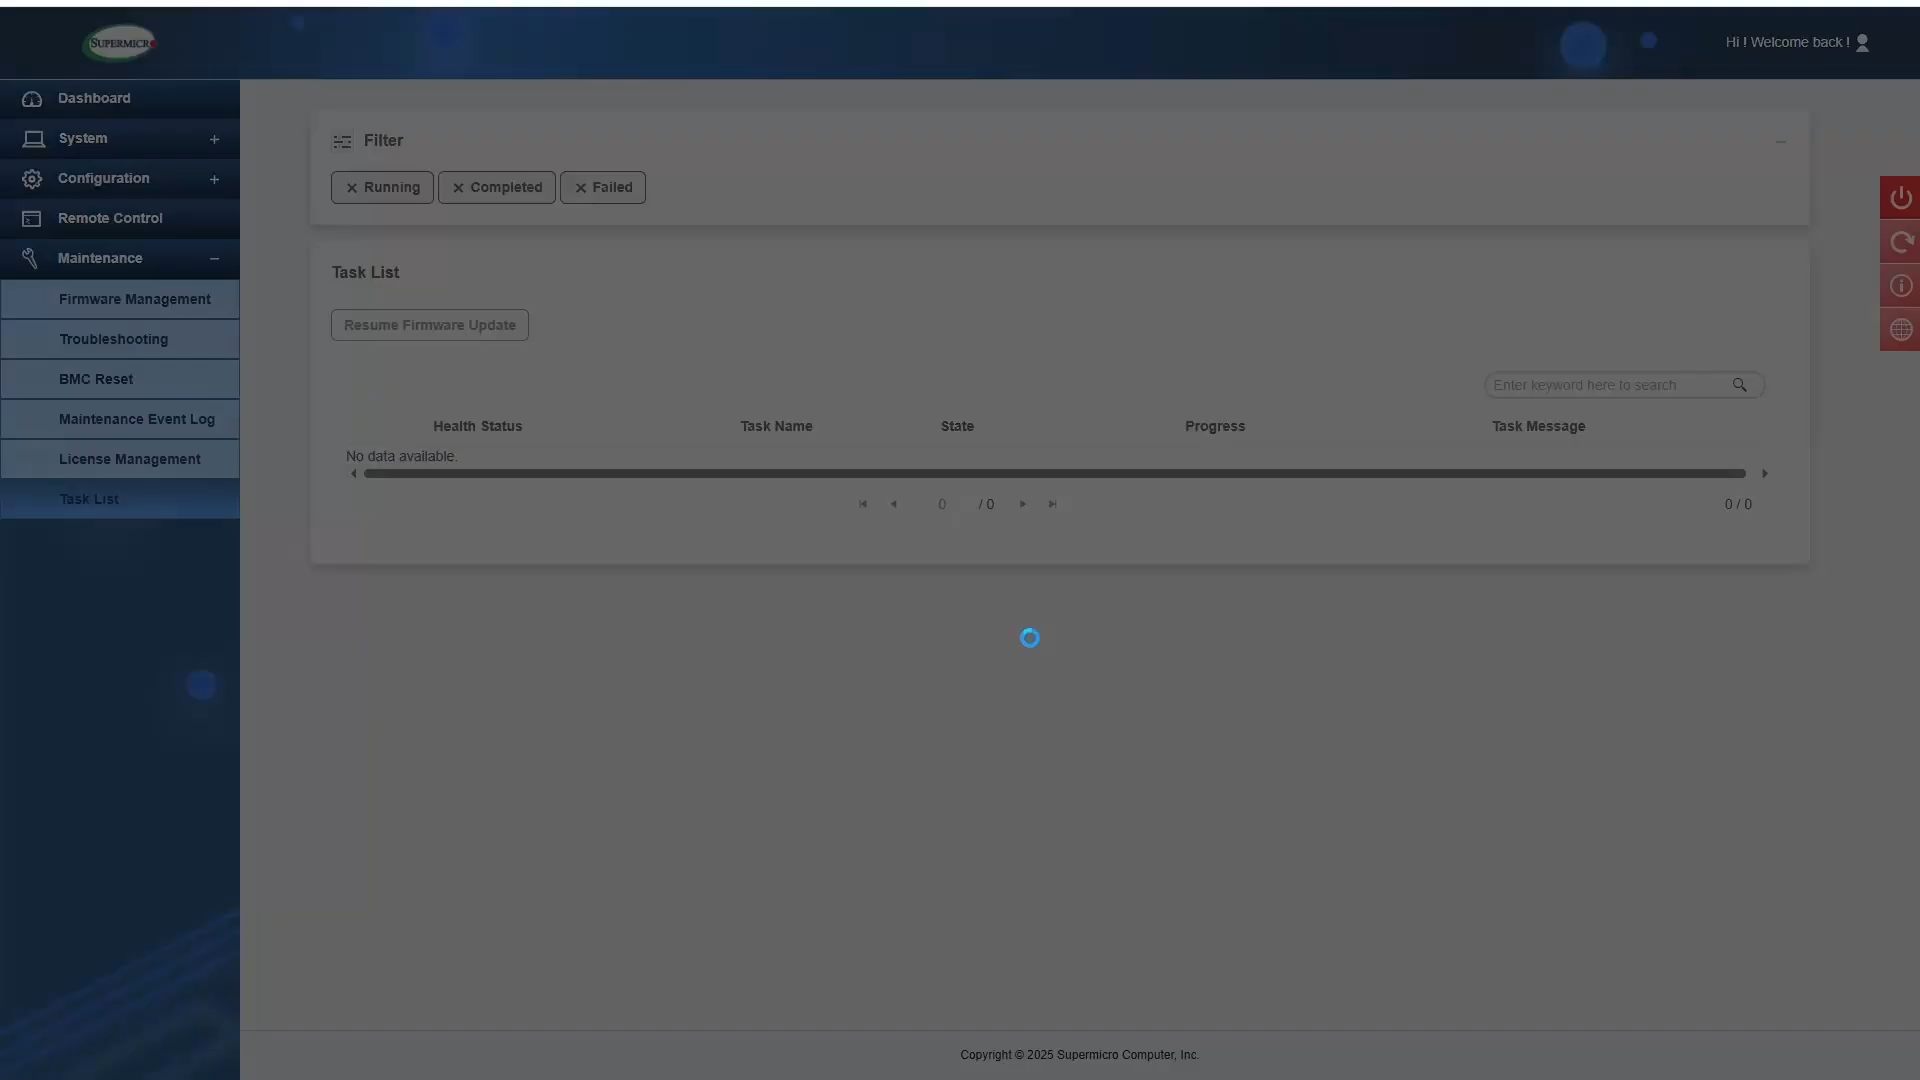 SUPERMICRO
Hi ! Welcome back !
Dashboard
System
Configuration
Remote Control
Maintenance
Firmware Management
Troubleshooting
BMC Reset
Maintenance Event Log
License Management
Task List
Filter
Running Completed Failed
Task List
Resume Firmware Update
Enter keyword here to search
Health Status Task Name State Progress Task Message
No data available.
0 / 0 0 / 0
Copyright © 2025 Supermicro Computer, Inc.